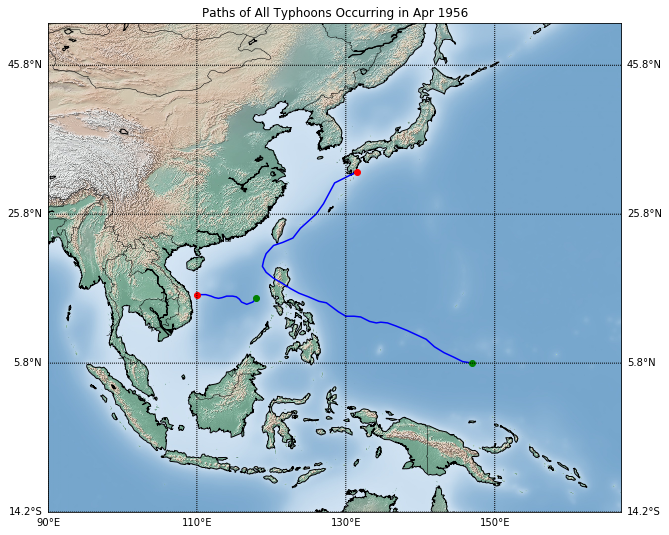 Paths of All Typhoons Occurring in Apr 1956
45.8°N 45.8°N
25.8°N 25.8°N
5.8°N 5.8°N
14.2°S 14.2°S
90°E 110°E 130°E 150°E